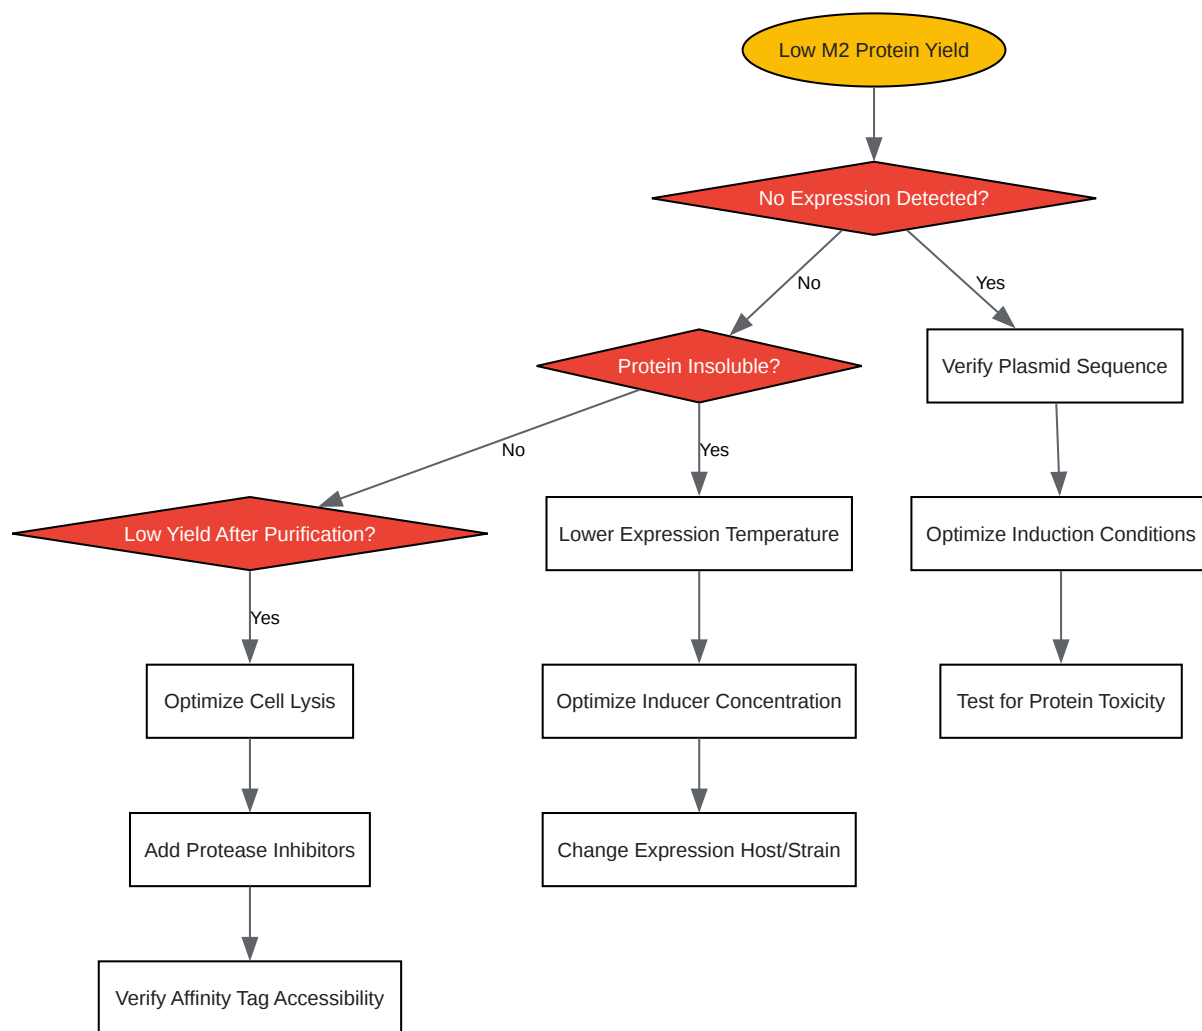 Low M2 Protein Yield
No Expression Detected?
No
Yes
Protein Insoluble?
Verify Plasmid Sequence
No
Yes
Low Yield After Purification?
Lower Expression Temperature
Optimize Induction Conditions
Yes
Optimize Cell Lysis
Optimize Inducer Concentration
Test for Protein Toxicity
Add Protease Inhibitors
Change Expression Host/Strain
Verify Affinity Tag Accessibility